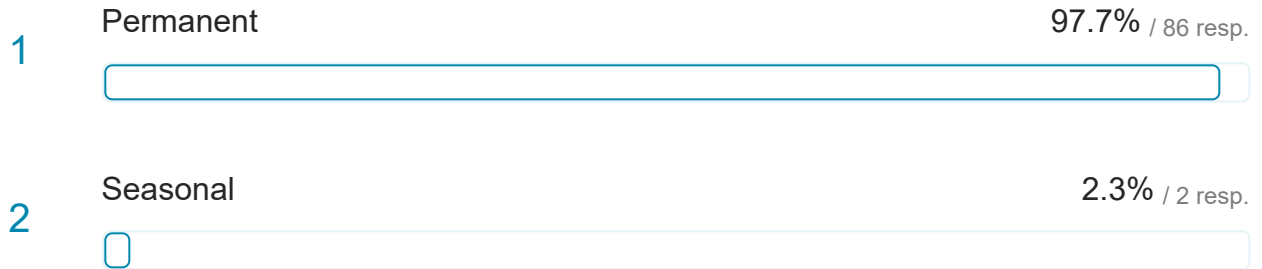 1
Permanent 97.7% / 86 resp.
2
Seasonal 2.3% / 2 resp.